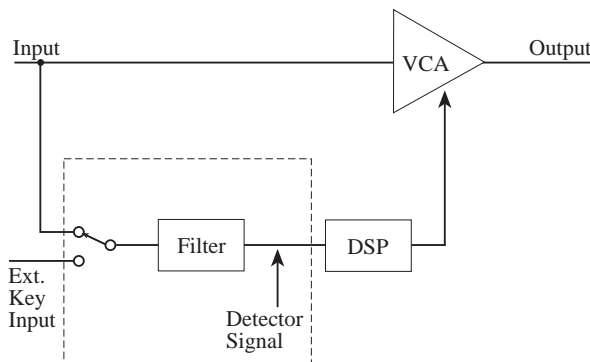 Input
Output
VCA
Filter
DSP
Ext.
Key
Input
Detector
Signal